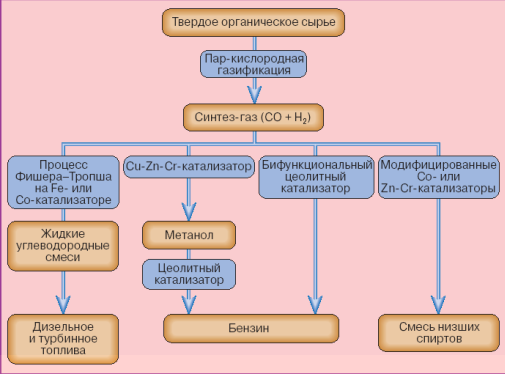 Твердое органическое сырье
Пар-кислородная
газификация
Синтез-газ (CO + H₂)
Процесс
Фишера–Тропша
на Fe- или
Co-катализаторе
Cu-Zn-Cr-катализатор
Бифункциональный
цеолитный
катализатор
Модифицированные
Co- или
Zn-Cr-катализаторы
Жидкие
углеводородные
смеси
Метанол
Цеолитный
катализатор
Дизельное
и турбинное
топлива
Бензин
Смесь низших
спиртов